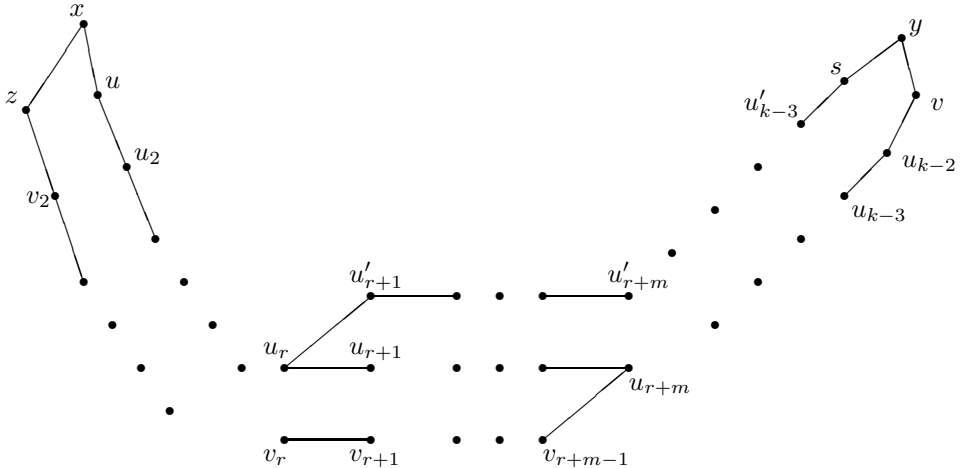 x
y
s
z
u
u'_{k-3}
v
u_2
u_{k-2}
v_2
u_{k-3}
u'_{r+1}
u'_{r+m}
u_r
u_{r+1}
u_{r+m}
v_r
v_{r+1}
v_{r+m-1}